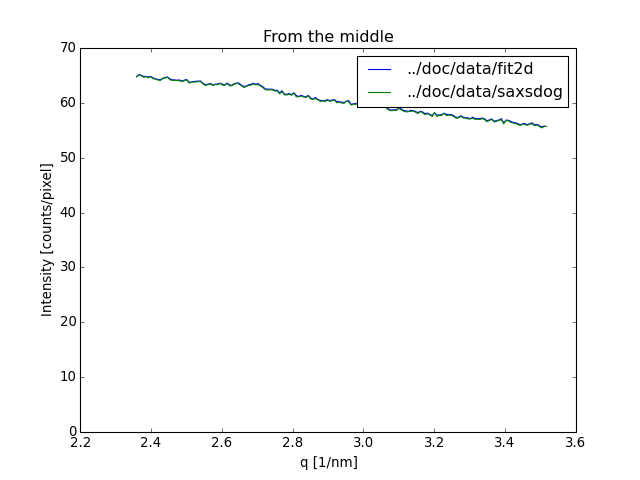 From the middle
70
60
50
40
30
20
10
0
Intensity [counts/pixel]
../doc/data/fit2d
../doc/data/saxsdog
2.2 2.4 2.6 2.8 3.0 3.2 3.4 3.6
q [1/nm]